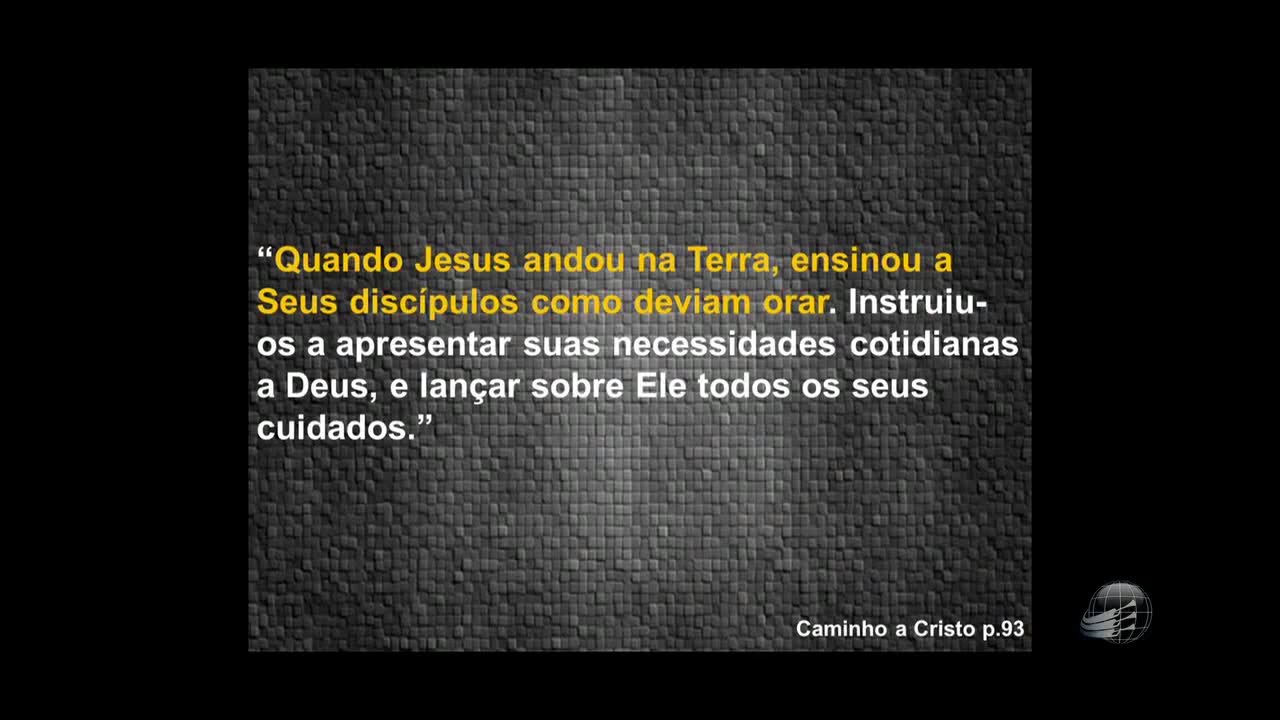 “Quando Jesus andou na Terra, ensinou a
Seus discípulos como deviam orar. Instruiu-
os a apresentar suas necessidades cotidianas
a Deus, e lançar sobre Ele todos os seus
cuidados.”
Caminho a Cristo p.93